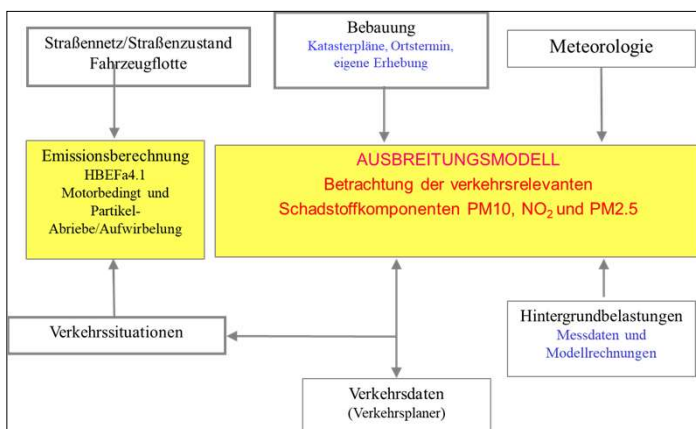 Straßennetz/Straßenzustand
Fahrzeugflotte
Bebauung
Katasterpläne, Ortstermin,
eigene Erhebung
Meteorologie
Emissionsberechnung
HBEFa4.1
Motorbedingt und
Partikel-
Abriebe/Aufwirbelung
AUSBREITUNGSMODELL
Betrachtung der verkehrsrelevanten
Schadstoffkomponenten PM10, NO₂ und PM2.5
Verkehrssituationen
Hintergrundbelastungen
Messdaten und
Modellrechnungen
Verkehrsdaten
(Verkehrsplaner)